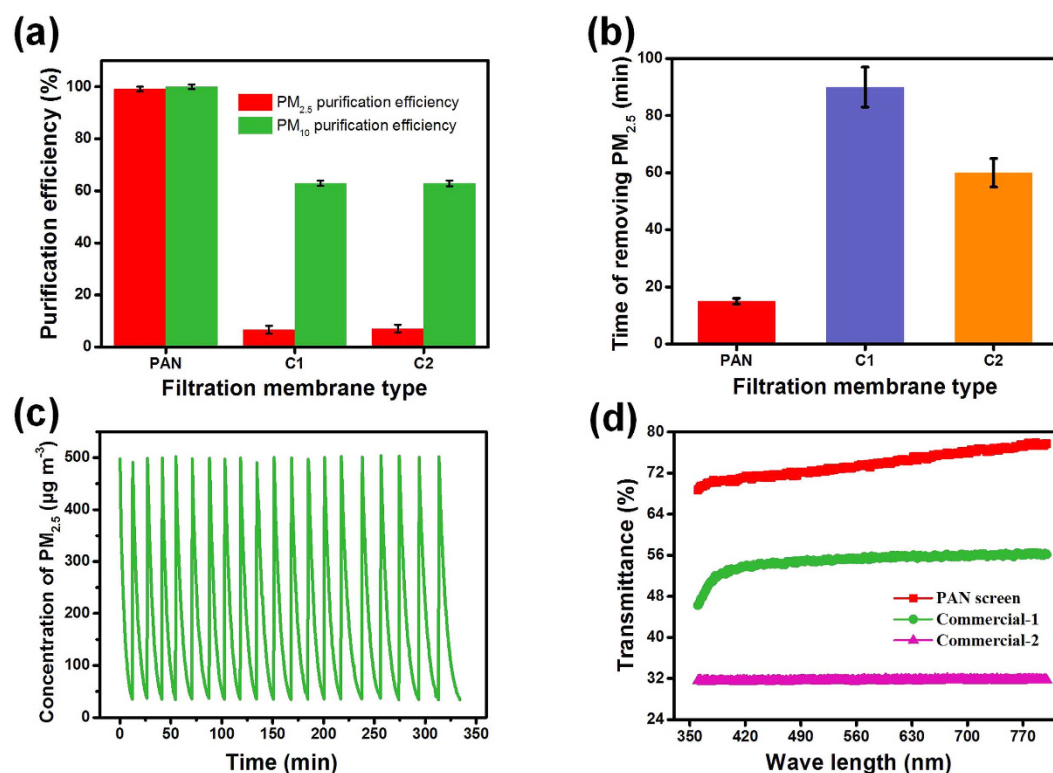 (a)
Purification efficiency (%)
100
80
60
40
20
0
PM2.5 purification efficiency
PM10 purification efficiency
PAN C1 C2
Filtration membrane type
(b)
Time of removing PM2.5 (min)
100
80
60
40
20
0
PAN C1 C2
Filtration membrane type
(c)
Concentration of PM2.5 (µg m-3)
500
400
300
200
100
0
0 50 100 150 200 250 300 350
Time (min)
(d)
Transmittance (%)
80
72
64
56
48
40
32
24
PAN screen
Commercial-1
Commercial-2
350 420 490 560 630 700 770
Wave length (nm)